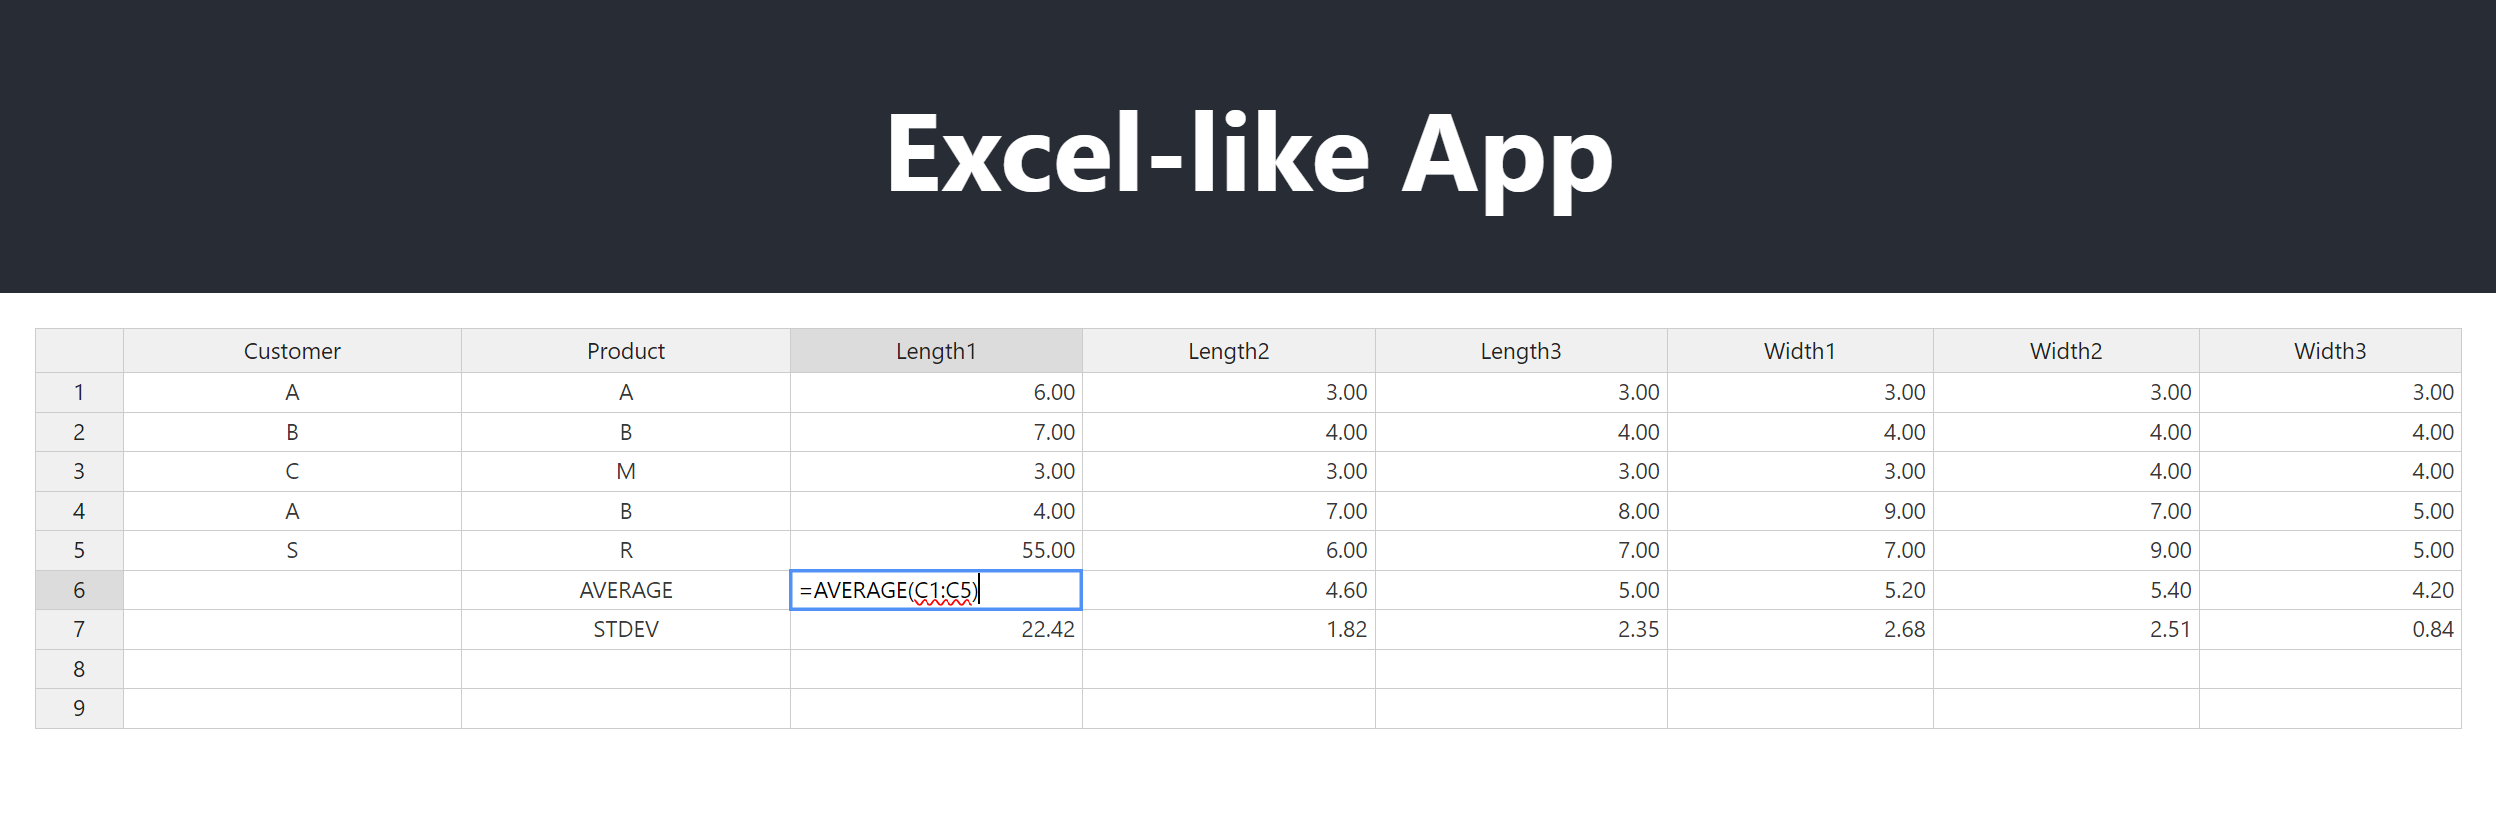 Excel-like App
Customer Product Length1 Length2 Length3 Width1 Width2 Width3
1 A A 6.00 3.00 3.00 3.00 3.00 3.00
2 B B 7.00 4.00 4.00 4.00 4.00 4.00
3 C M 3.00 3.00 3.00 3.00 4.00 4.00
4 A B 4.00 7.00 8.00 9.00 7.00 5.00
5 S R 55.00 6.00 7.00 7.00 9.00 5.00
6 AVERAGE =AVERAGE(C1:C5) 4.60 5.00 5.20 5.40 4.20
7 STDEV 22.42 1.82 2.35 2.68 2.51 0.84
8
9